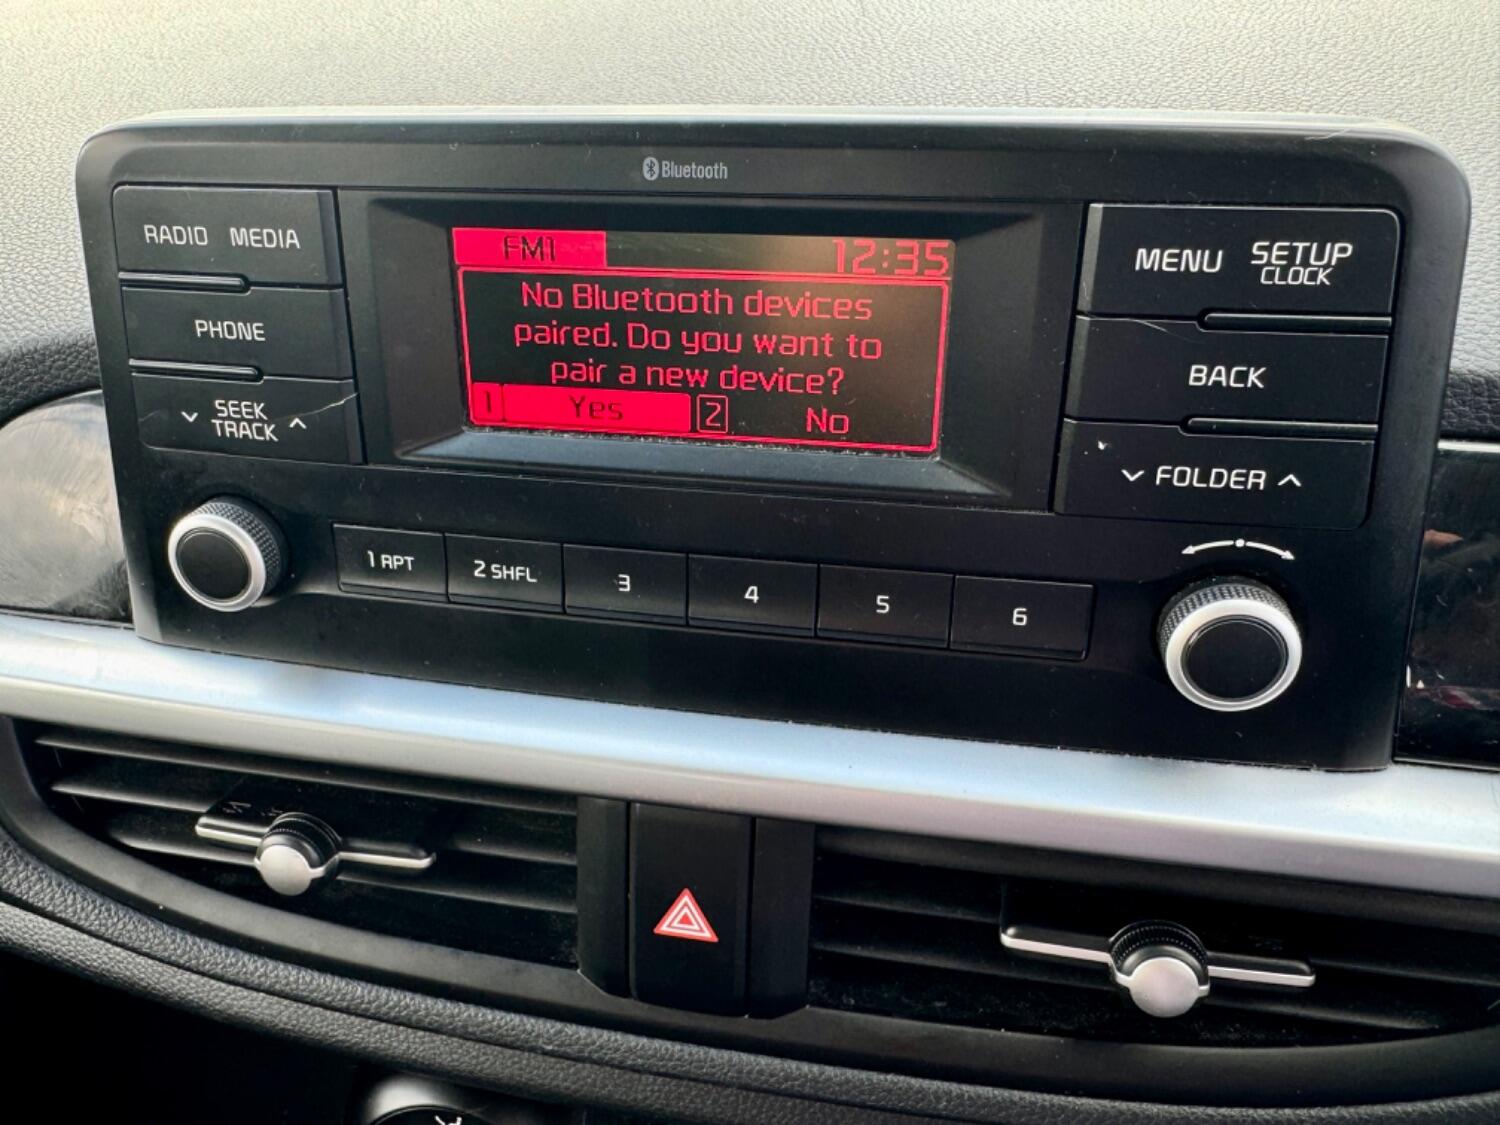 Bluetooth
RADIO MEDIA
PHONE
SEEK
TRACK
FM1 12:35
No Bluetooth devices
paired. Do you want to
pair a new device?
1 Yes 2 No
MENU SETUP
CLOCK
BACK
FOLDER
1 RPT 2 SHFL 3 4 5 6